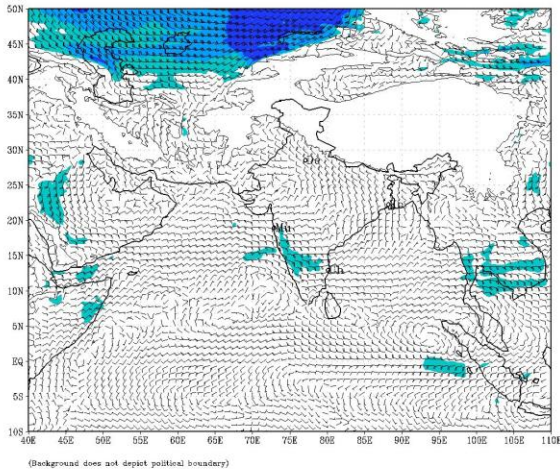 50N
45N
40N
35N
30N
25N
20N
15N
10N
5N
EQ
5S
10S
40E 45E 50E 55E 60E 65E 70E 75E 80E 85E 90E 95E 100E 105E 110E
(Background does not depict political boundary)